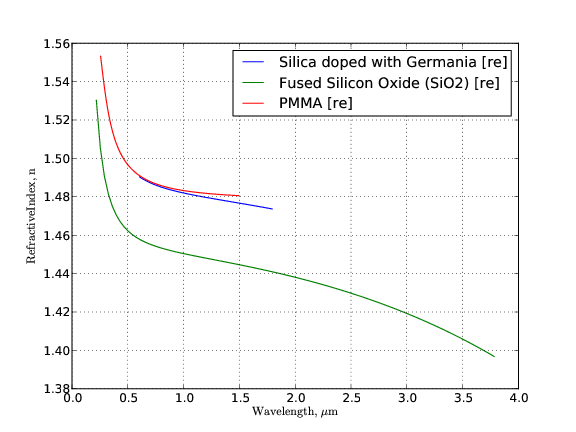 Silica doped with Germania [re]
Fused Silicon Oxide (SiO2) [re]
PMMA [re]
1.56
1.54
1.52
1.50
1.48
1.46
1.44
1.42
1.40
1.38
RefractiveIndex, n
0.0 0.5 1.0 1.5 2.0 2.5 3.0 3.5 4.0
Wavelength, μm